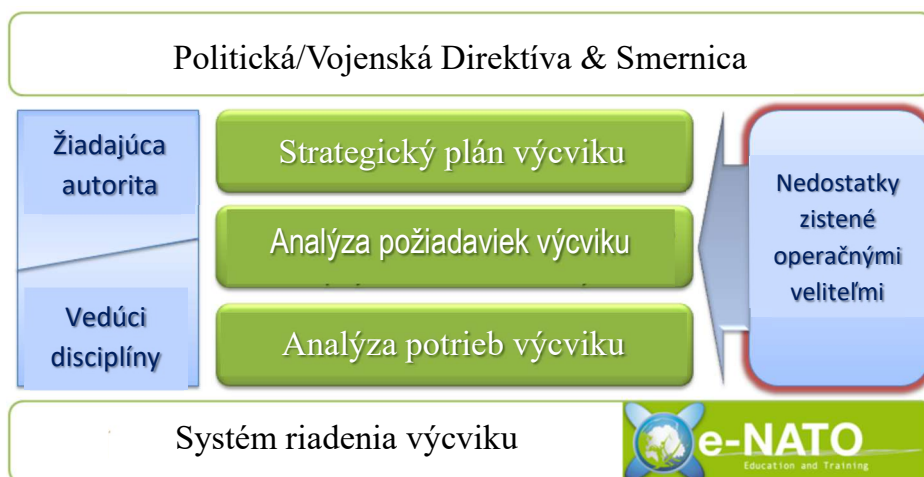 Politická/Vojenská Direktíva & Smernica
Žiadajúca
autorita
Vedúci
disciplíny
Strategický plán výcviku
Analýza požiadaviek výcviku
Analýza potrieb výcviku
Nedostatky
zistené
operačnými
veliteľmi
Systém riadenia výcviku
e-NATO
Education and Training